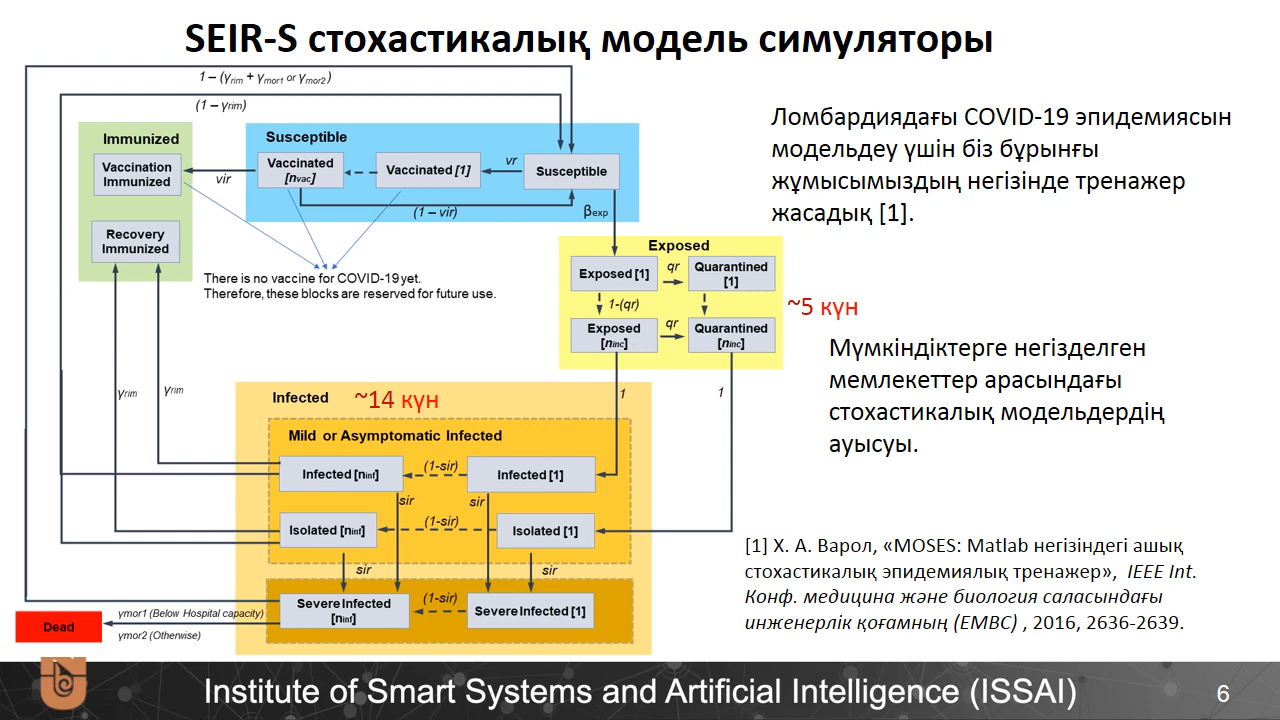 SEIR-S стохастикалық модель симуляторы
1 – (γrim + γmor1 or γmor2 )
(1 – γrim)
Immunized
Vaccination
Immunized
Recovery
Immunized
vir
Susceptible
Vaccinated
[nvac]
Vaccinated [1]
vr
Susceptible
(1 – vir)
βexp
There is no vaccine for COVID-19 yet.
Therefore, these blocks are reserved for future use.
Exposed
Exposed [1]
qr
Quarantined
[1]
1-(qr)
Exposed
[ninc]
qr
Quarantined
[ninc]
~5 күн
1
1
γrim
γrim
Infected
~14 күн
Mild or Asymptomatic Infected
Infected [ninf]
(1-sir)
Infected [1]
sir
sir
Isolated [ninf]
(1-sir)
Isolated [1]
sir
sir
Severe Infected
[ninf]
(1-sir)
Severe Infected [1]
Dead
γmor1 (Below Hospital capacity)
γmor2 (Otherwise)
Ломбардиядағы COVID-19 эпидемиясын
модельдеу үшін біз бұрынғы
жұмысымыздың негізінде тренажер
жасадық [1].
Мүмкіндіктерге негізделген
мемлекеттер арасындағы
стохастикалық модельдердің
ауысуы.
[1] Х. А. Варол, «MOSES: Matlab негізіндегі ашық
стохастикалық эпидемиялық тренажер», IEEE Int.
Конф. медицина және биология саласындағы
инженерлік қоғамның (EMBC) , 2016, 2636-2639.
Institute of Smart Systems and Artificial Intelligence (ISSAI)
6